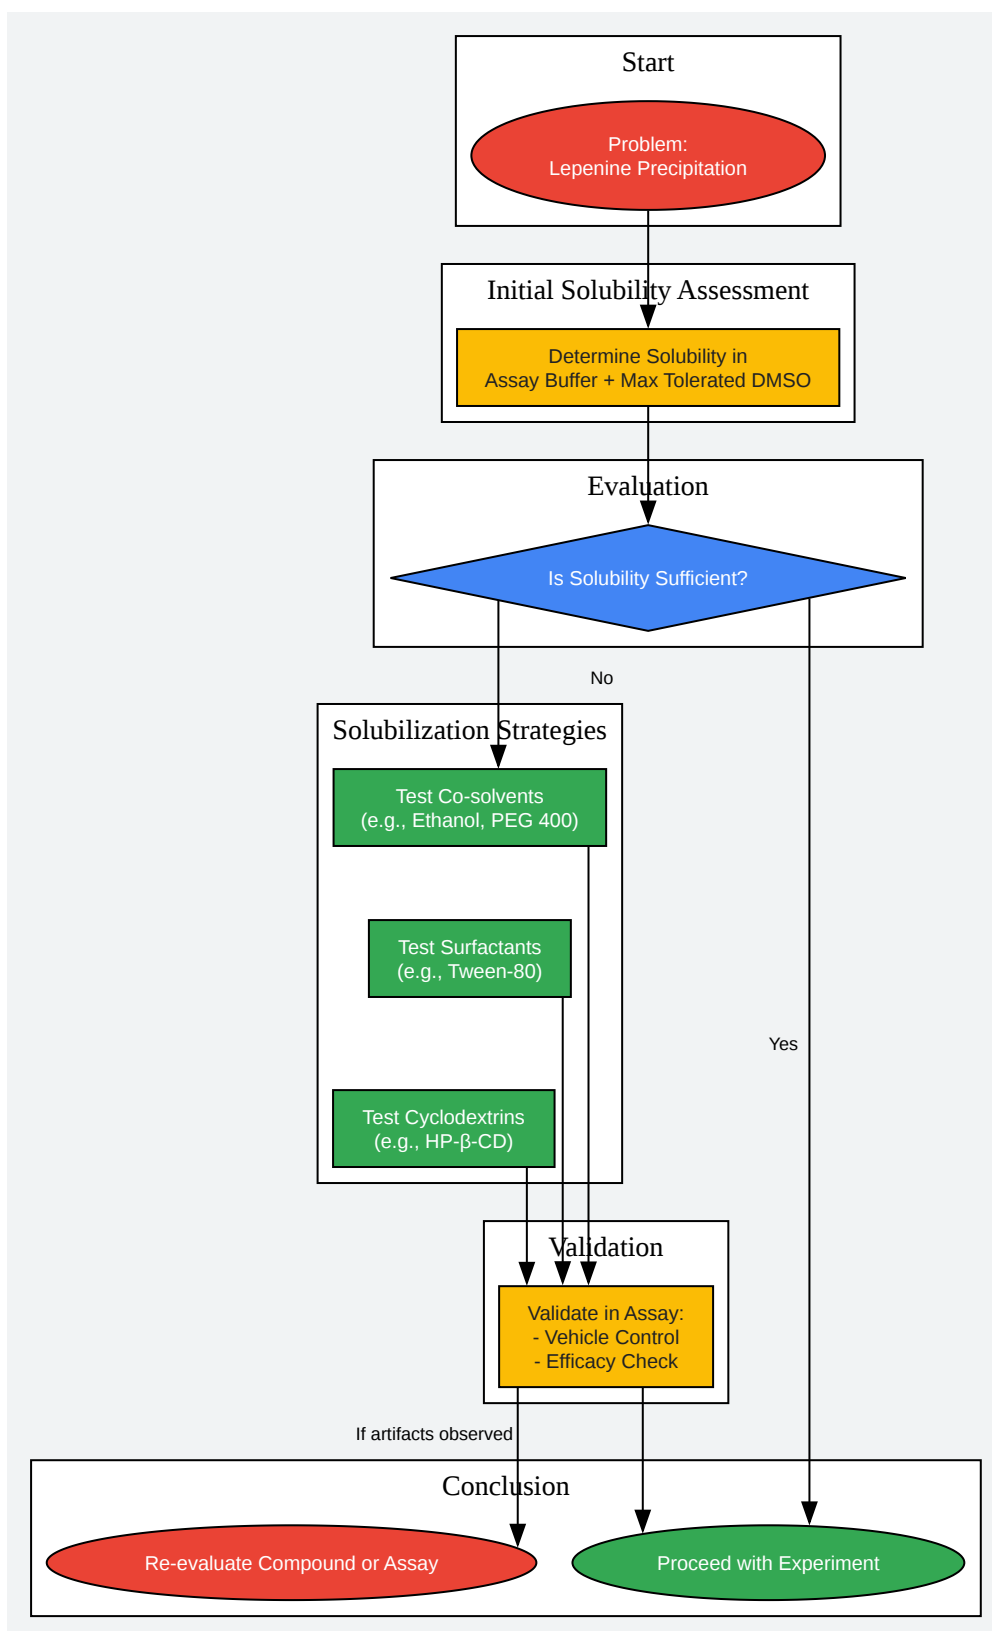 Start
Problem:
Lepenine Precipitation
Initial Solubility Assessment
Determine Solubility in
Assay Buffer + Max Tolerated DMSO
Evaluation
Is Solubility Sufficient?
No
Solubilization Strategies
Test Co-solvents
(e.g., Ethanol, PEG 400)
Test Surfactants
(e.g., Tween-80)
Yes
Test Cyclodextrins
(e.g., HP-β-CD)
Validation
Validate in Assay:
- Vehicle Control
- Efficacy Check
If artifacts observed
Conclusion
Re-evaluate Compound or Assay
Proceed with Experiment